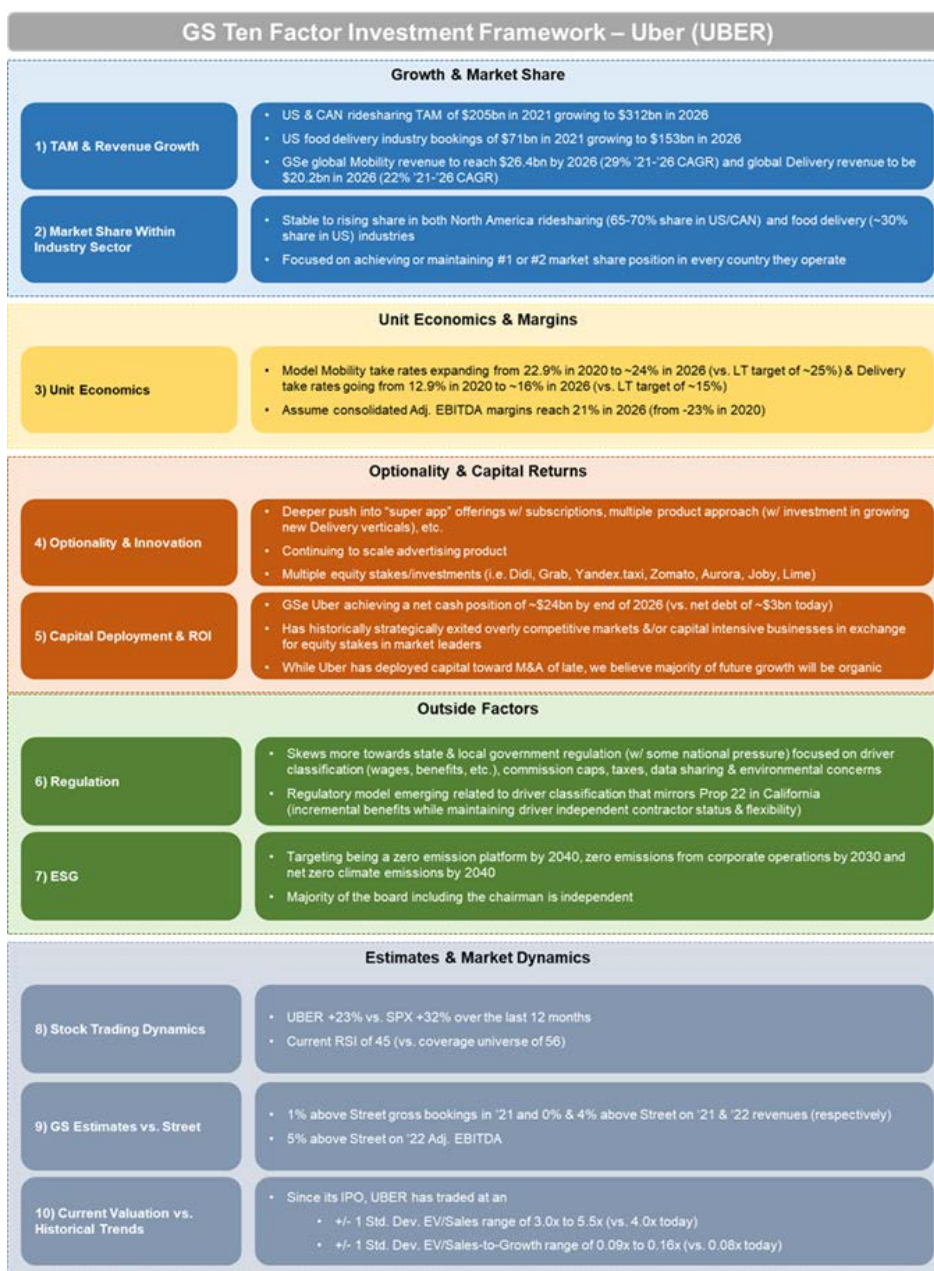 GS Ten Factor Investment Framework – Uber (UBER)
Growth & Market Share
1) TAM & Revenue Growth
• US & CAN ridesharing TAM of $205bn in 2021 growing to $312bn in 2026
• US food delivery industry bookings of $71bn in 2021 growing to $153bn in 2026
• GSe global Mobility revenue to reach $26.4bn by 2026 (29% '21-'26 CAGR) and global Delivery revenue to be
$20.2bn in 2026 (22% '21-'26 CAGR)
2) Market Share Within
Industry Sector
• Stable to rising share in both North America ridesharing (65-70% share in US/CAN) and food delivery (~30%
share in US) industries
• Focused on achieving or maintaining #1 or #2 market share position in every country they operate
Unit Economics & Margins
3) Unit Economics
• Model Mobility take rates expanding from 22.9% in 2020 to ~24% in 2026 (vs. LT target of ~25%) & Delivery
take rates going from 12.9% in 2020 to ~16% in 2026 (vs. LT target of ~15%)
• Assume consolidated Adj. EBITDA margins reach 21% in 2026 (from -23% in 2020)
Optionality & Capital Returns
4) Optionality & Innovation
• Deeper push into "super app" offerings w/ subscriptions, multiple product approach (w/ investment in growing
new Delivery verticals), etc.
• Continuing to scale advertising product
• Multiple equity stakes/investments (i.e. Didi, Grab, Yandex.taxi, Zomato, Aurora, Joby, Lime)
5) Capital Deployment & ROI
• GSe Uber achieving a net cash position of ~$24bn by end of 2026 (vs. net debt of ~$3bn today)
• Has historically strategically exited overly competitive markets &/or capital intensive businesses in exchange
for equity stakes in market leaders
• While Uber has deployed capital toward M&A of late, we believe majority of future growth will be organic
Outside Factors
6) Regulation
• Skews more towards state & local government regulation (w/ some national pressure) focused on driver
classification (wages, benefits, etc.), commission caps, taxes, data sharing & environmental concerns
• Regulatory model emerging related to driver classification that mirrors Prop 22 in California
(incremental benefits while maintaining driver independent contractor status & flexibility)
7) ESG
• Targeting being a zero emission platform by 2040, zero emissions from corporate operations by 2030 and
net zero climate emissions by 2040
• Majority of the board including the chairman is independent
Estimates & Market Dynamics
8) Stock Trading Dynamics
• UBER +23% vs. SPX +32% over the last 12 months
• Current RSI of 45 (vs. coverage universe of 56)
9) GS Estimates vs. Street
• 1% above Street gross bookings in '21 and 0% & 4% above Street on '21 & '22 revenues (respectively)
• 5% above Street on '22 Adj. EBITDA
10) Current Valuation vs.
Historical Trends
• Since its IPO, UBER has traded at an
• +/- 1 Std. Dev. EV/Sales range of 3.0x to 5.5x (vs. 4.0x today)
• +/- 1 Std. Dev. EV/Sales-to-Growth range of 0.09x to 0.16x (vs. 0.08x today)